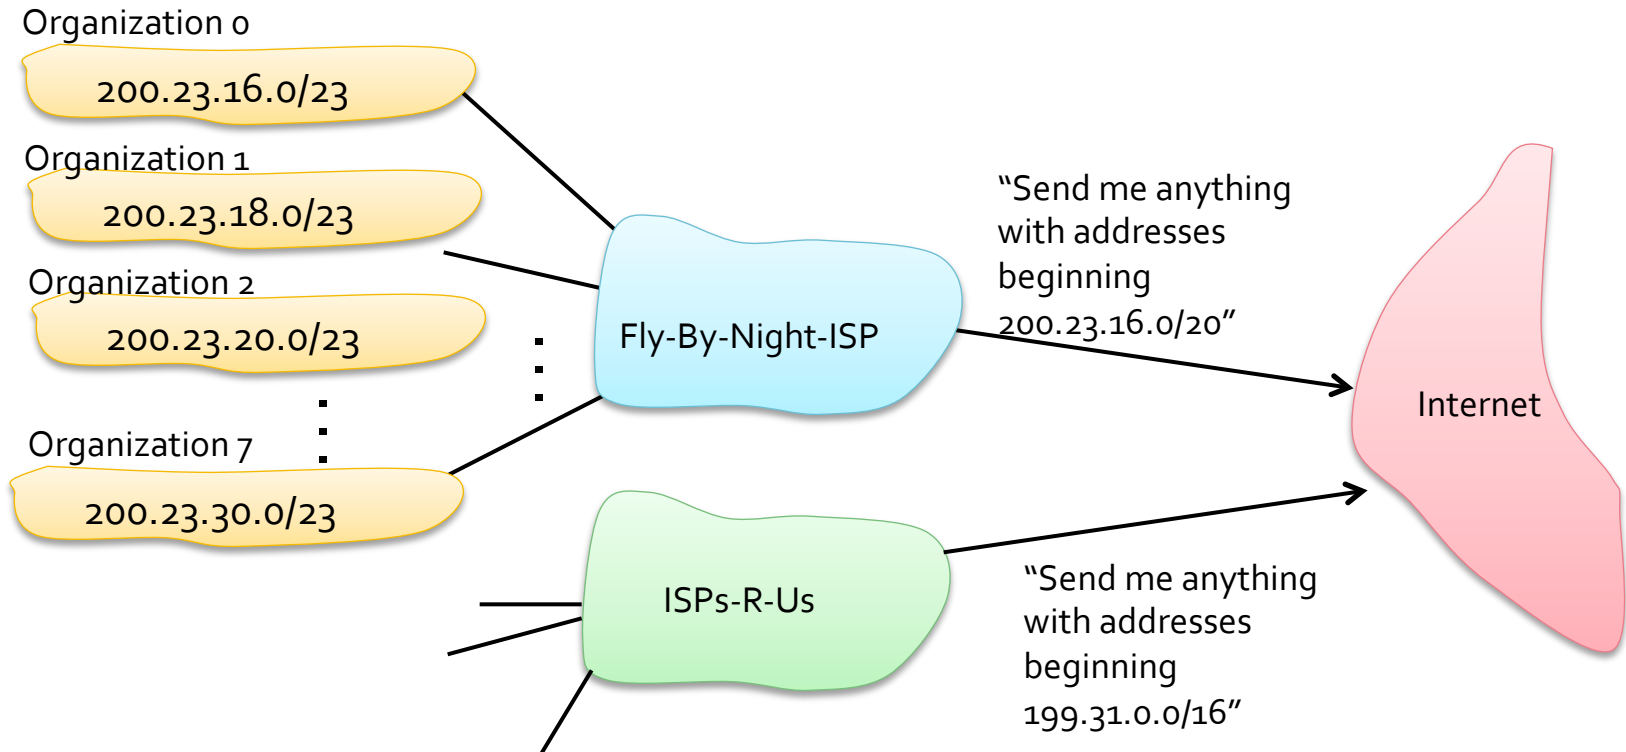 Organization 0
200.23.16.0/23
Organization 1
200.23.18.0/23
Organization 2
200.23.20.0/23
Organization 7
200.23.30.0/23
Fly-By-Night-ISP
“Send me anything
with addresses
beginning
200.23.16.0/20”
Internet
ISPs-R-Us
“Send me anything
with addresses
beginning
199.31.0.0/16”